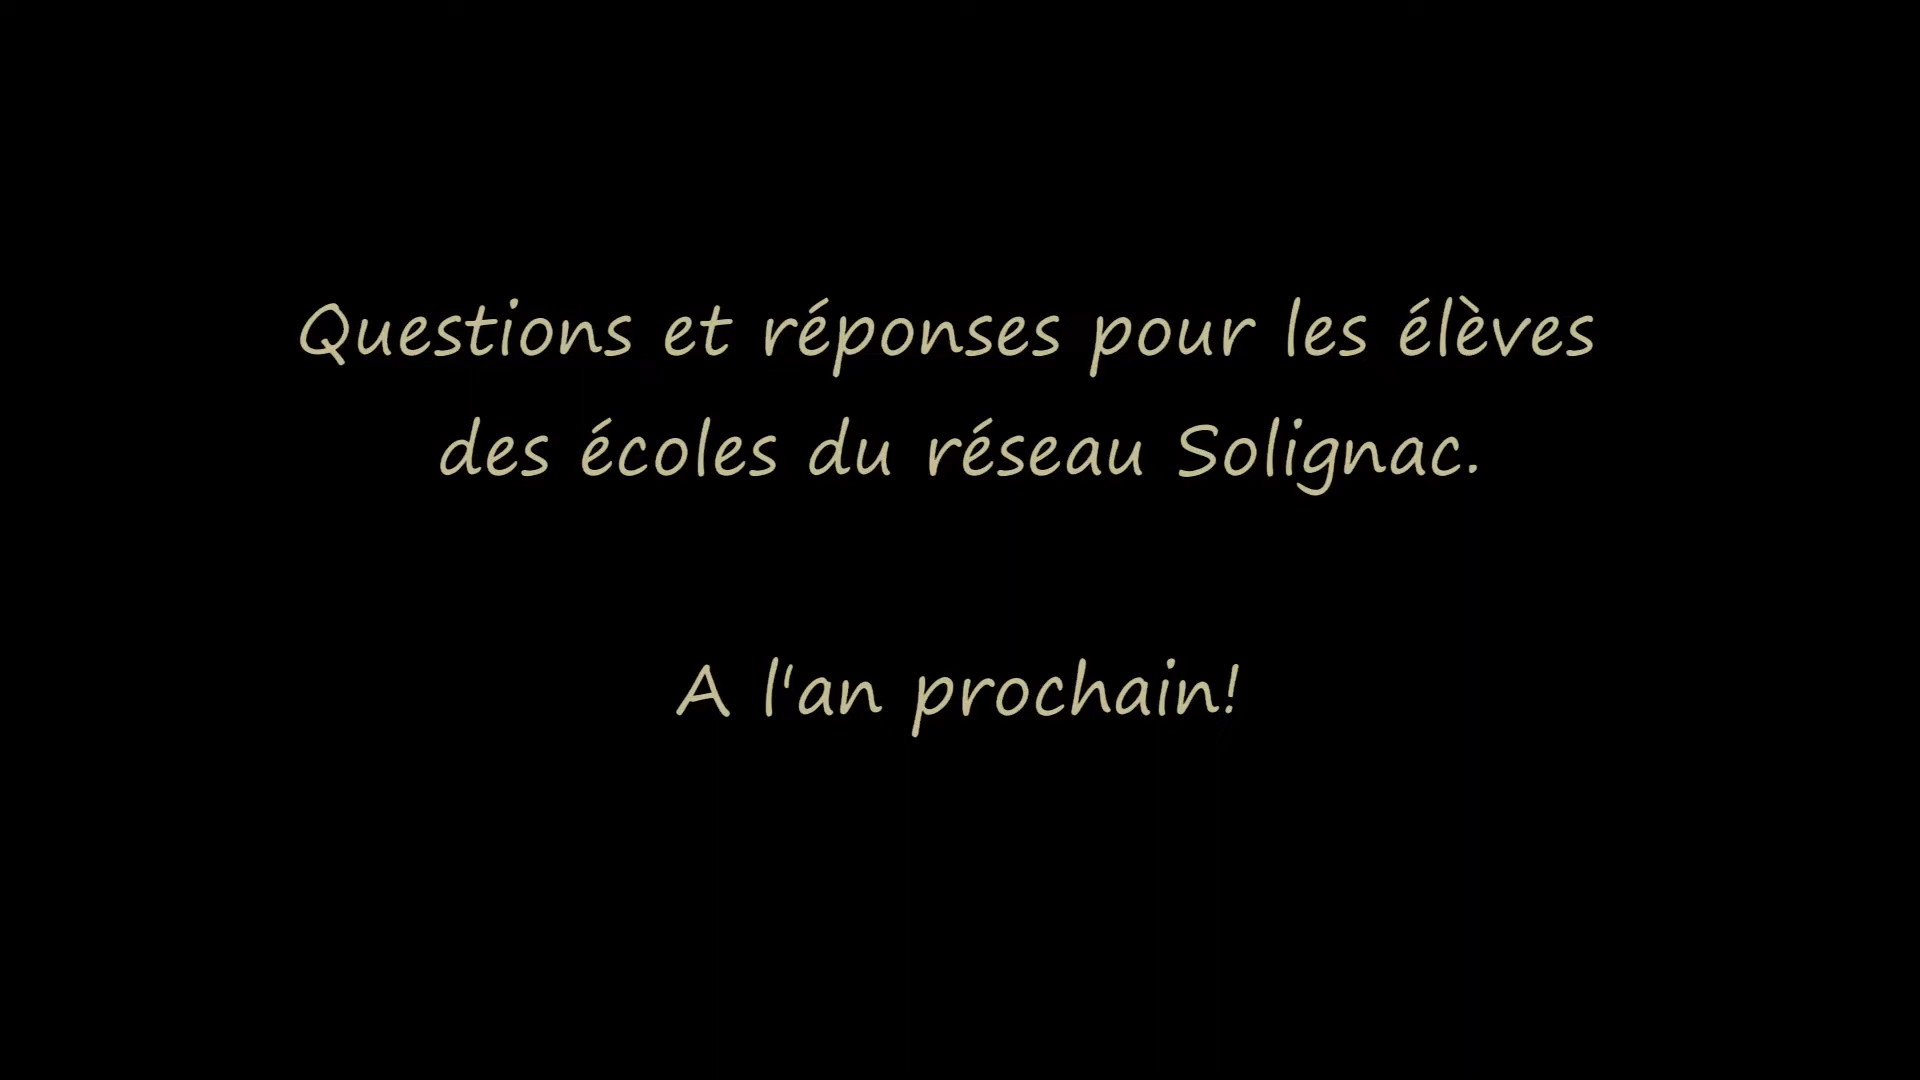 Questions et réponses pour les élèves
des écoles du réseau Solignac.
A l'an prochain!